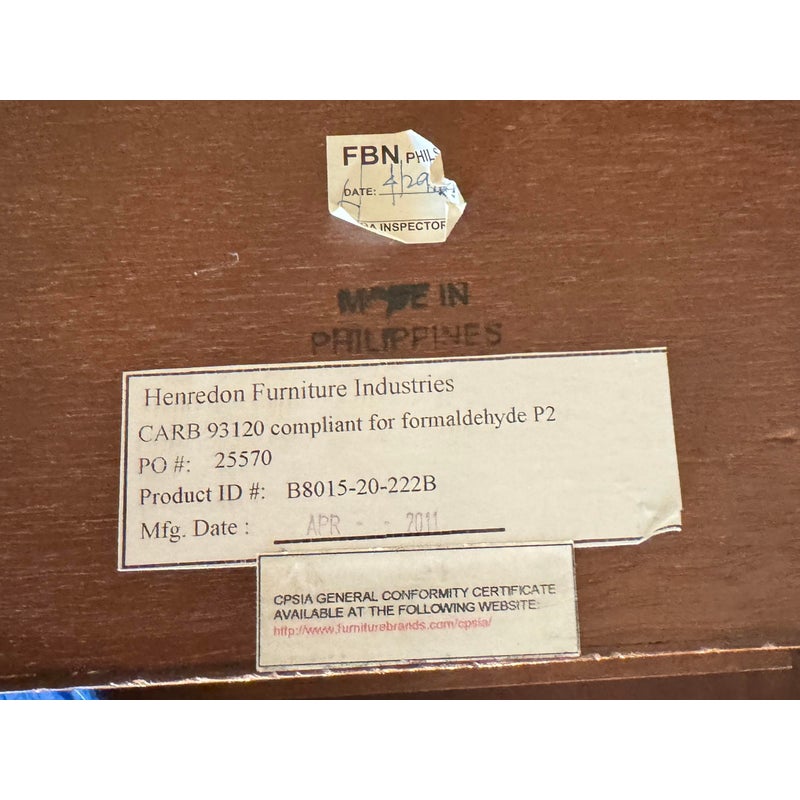 FBN PHILS
DATE: 4/29
QA INSPECTOR
MADE IN
PHILIPPINES
Henredon Furniture Industries
CARB 93120 compliant for formaldehyde P2
PO #: 25570
Product ID #: B8015-20-222B
Mfg. Date : APR - - 2011
CPSIA GENERAL CONFORMITY CERTIFICATE
AVAILABLE AT THE FOLLOWING WEBSITE:
http://www.furniturebrands.com/cpsia/